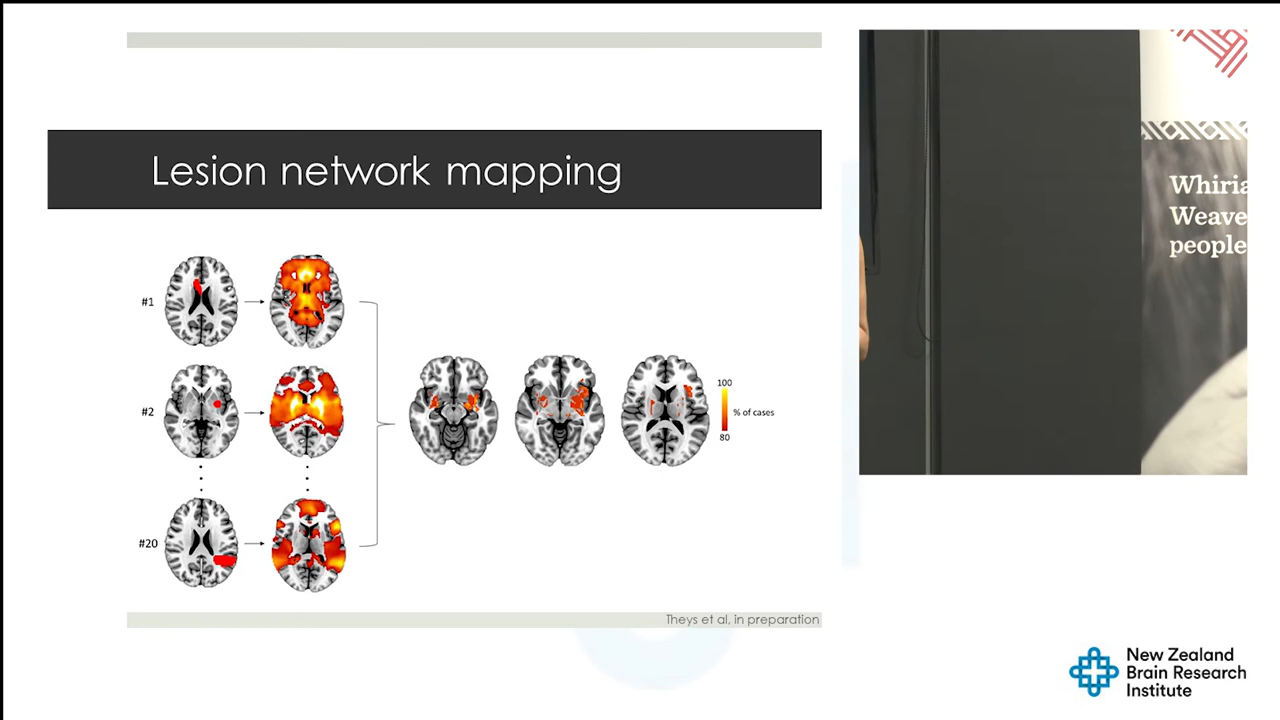 Lesion network mapping
#1
#2
#20
100
% of cases
80
Theys et al, in preparation
Weave
people
New Zealand
Brain Research
Institute